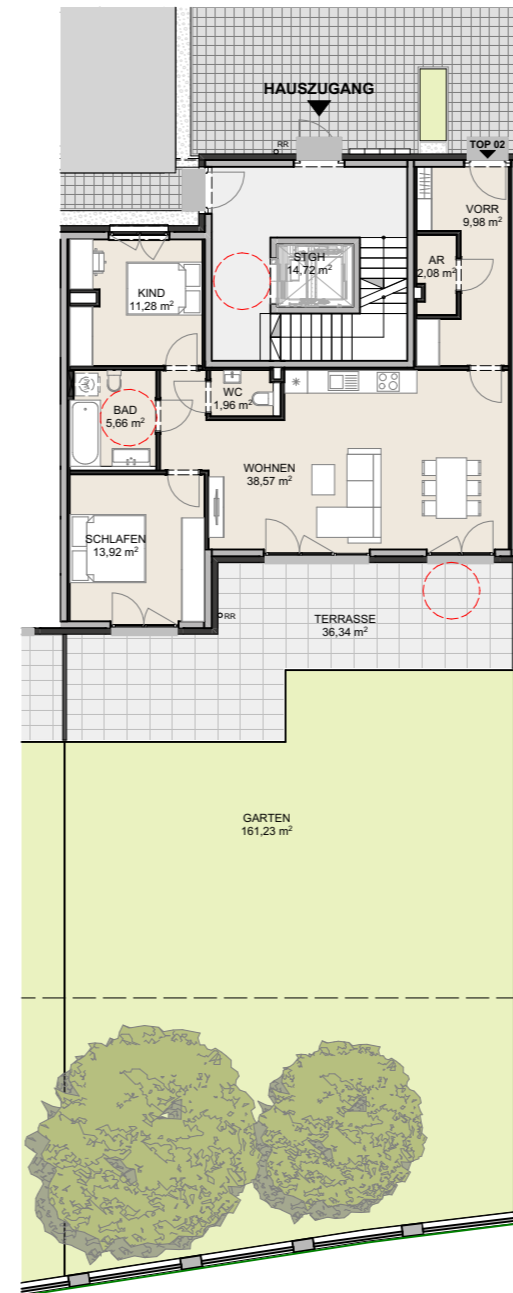 HAUSZUGANG
RR
TOP 02
VORR
9,98 m²
STGH
14,72 m²
AR
2,08 m²
KIND
11,28 m²
WC
1,96 m²
BAD
5,66 m²
WOHNEN
38,57 m²
SCHLAFEN
13,92 m²
RR
TERRASSE
36,34 m²
GARTEN
161,23 m²